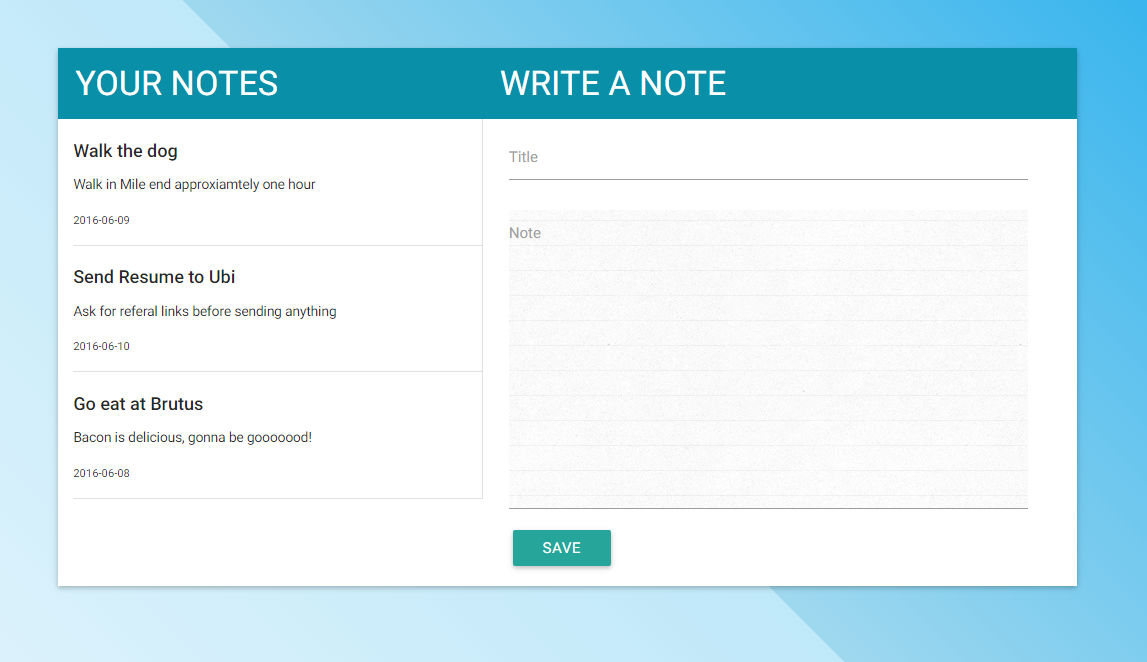 YOUR NOTES
WRITE A NOTE
Walk the dog
Walk in Mile end approxiamtely one hour
2016-06-09
Send Resume to Ubi
Ask for referal links before sending anything
2016-06-10
Go eat at Brutus
Bacon is delicious, gonna be gooooood!
2016-06-08
Title
Note
SAVE